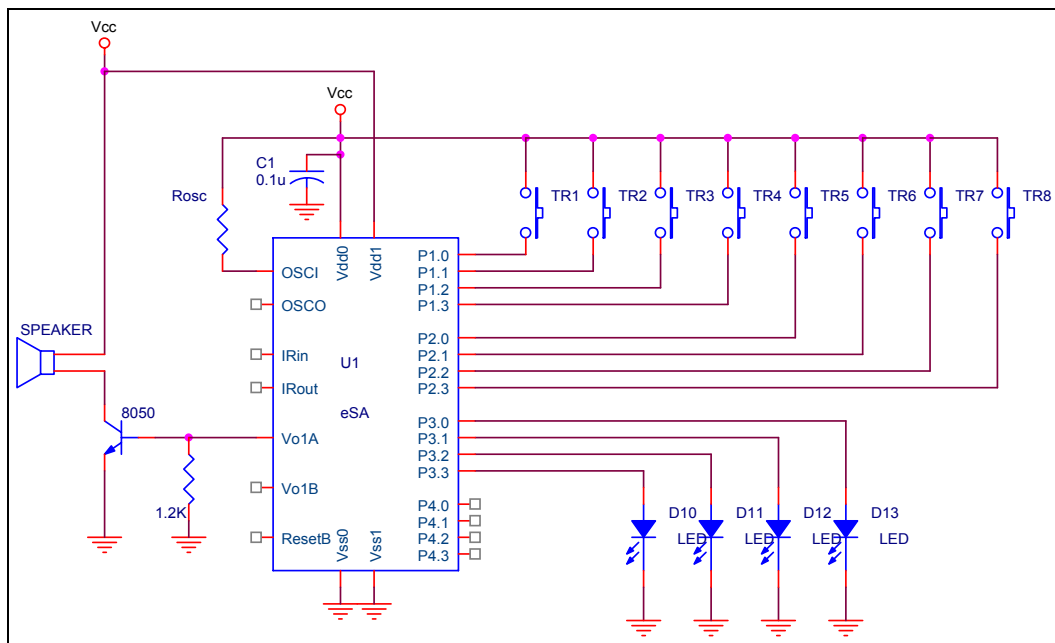 Vcc
Vcc
C1
0.1u
Rosc
TR1
TR2
TR3
TR4
TR5
TR6
TR7
TR8
Vdd0
Vdd1
OSCI
OSCO
IRin
IRout
Vo1A
Vo1B
ResetB
U1
eSA
Vss0
Vss1
P1.0
P1.1
P1.2
P1.3
P2.0
P2.1
P2.2
P2.3
P3.0
P3.1
P3.2
P3.3
P4.0
P4.1
P4.2
P4.3
SPEAKER
8050
1.2K
D10
LED
D11
LED
D12
LED
D13
LED